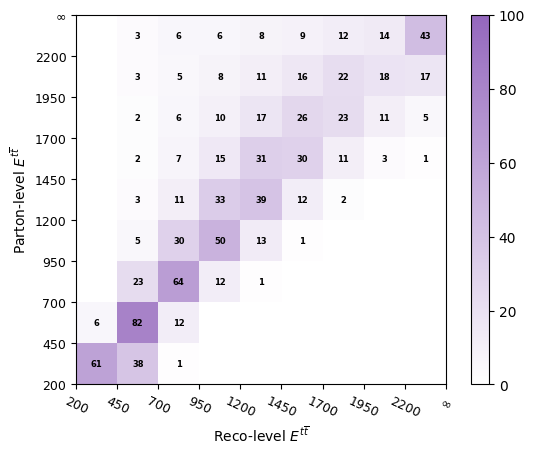 ∞
2200
1950
1700
1450
1200
950
700
450
200
Parton-level E^{tt̅}
3 6 6 8 9 12 14 43
3 5 8 11 16 22 18 17
2 6 10 17 26 23 11 5
2 7 15 31 30 11 3 1
3 11 33 39 12 2
5 30 50 13 1
23 64 12 1
6 82 12
61 38 1
200 450 700 950 1200 1450 1700 1950 2200 ∞
Reco-level E^{tt̅}
100
80
60
40
20
0